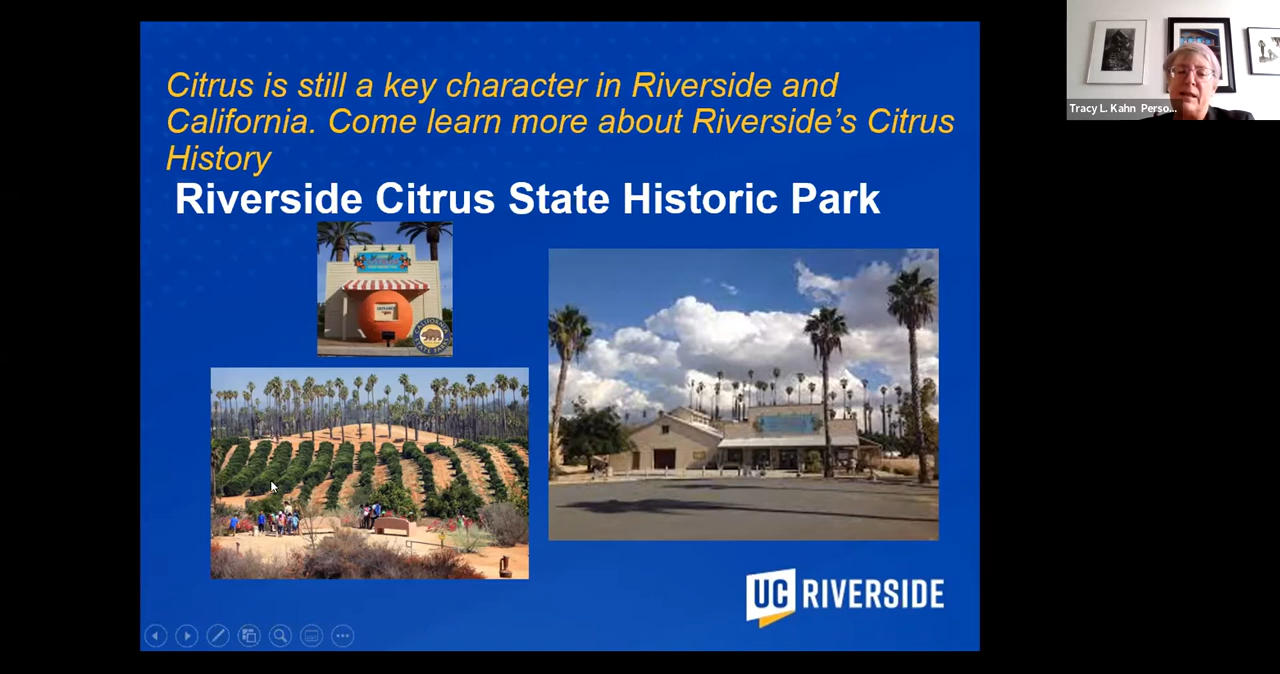 Citrus is still a key character in Riverside and
California. Come learn more about Riverside's Citrus
History
Riverside Citrus State Historic Park
UC RIVERSIDE
Tracy L. Kahn Perso...